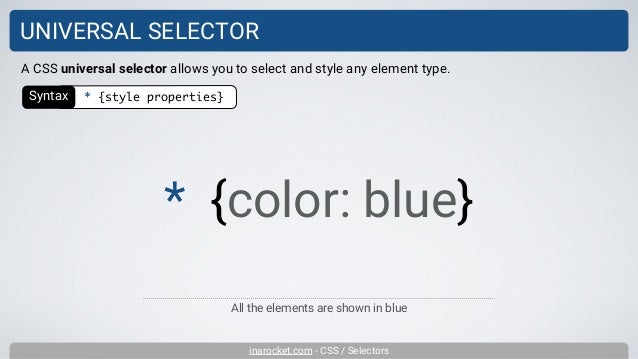 UNIVERSAL SELECTOR
A CSS universal selector allows you to select and style any element type.
Syntax * {style properties}
* {color: blue}
All the elements are shown in blue
inarocket.com - CSS / Selectors